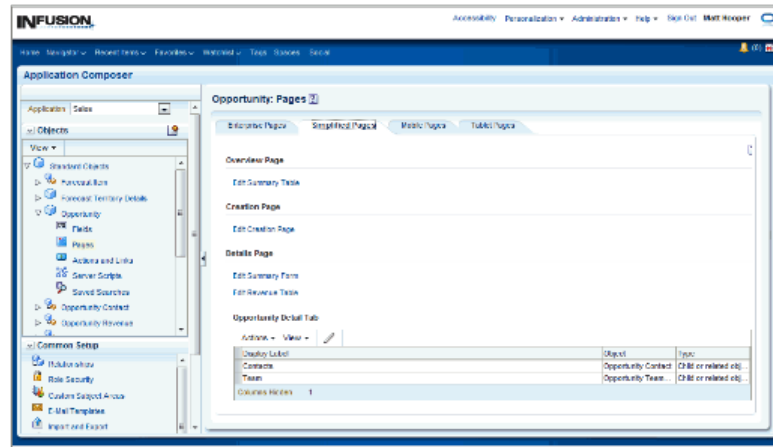 INFUSION
Accessibility Personalization Administration Help Sign Out Matt Hooper
Home Navigator Recent Items Favorites Watchlist Tags Spaces Social
(0)
Application Composer
Application Sales
Objects
View
Standard Objects
Forecast Item
Forecast Territory Details
Opportunity
Fields
Pages
Actions and Links
Server Scripts
Saved Searches
Opportunity Contact
Opportunity Revenue
Common Setup
Relationships
Role Security
Custom Subject Areas
E-Mail Templates
Import and Export
Opportunity: Pages
Enterprise Pages Simplified Pages Mobile Pages Tablet Pages
Overview Page
Edit Summary Table
Creation Page
Edit Creation Page
Details Page
Edit Summary Form
Edit Revenue Table
Opportunity Detail Tab
Actions View
Display Label Object Type
Contacts Opportunity Contact Child or related obj...
Team Opportunity Team... Child or related obj...
Columns Hidden 1